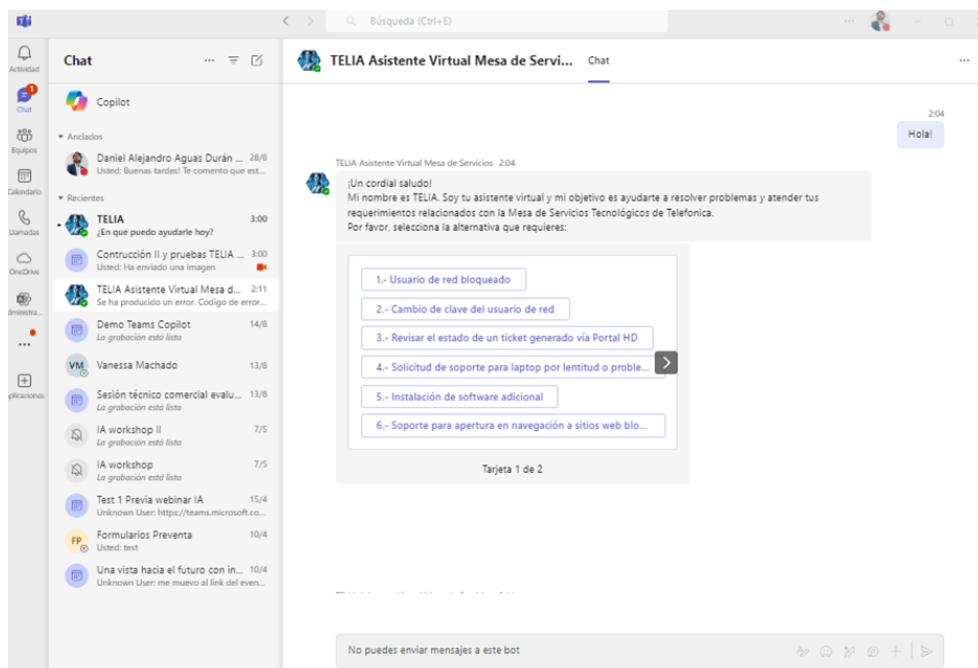 Búsqueda (Ctrl+E)
Actividad
Chat
1
Equipos
Calendario
Llamadas
OneDrive
Chat
Copilot
Anclados
Daniel Alejandro Aguas Durán ... 28/8
Usted: Buenas tardes! Te comento que est...
Recientes
TELIA 3:00
¿En qué puedo ayudarle hoy?
Contrucción II y pruebas TELIA ... 3:00
Usted: Ha enviado una imagen
TELIA Asistente Virtual Mesa d... 2:11
Se ha producido un error. Código de error...
Demo Teams Copilot 14/8
La grabación está lista
VM Vanessa Machado 13/8
Sesión técnico comercial evalu... 13/8
La grabación está lista
IA workshop II 7/5
La grabación está lista
IA workshop 7/5
La grabación está lista
Test 1 Previa webinar IA 15/4
Unknown User: https://teams.microsoft.co...
FP Formularios Preventa 10/4
Usted: test
Una vista hacia el futuro con in... 10/4
Unknown User: me muevo al link del even...
TELIA Asistente Virtual Mesa de Servi... Chat
2:04
Hola!
TELIA Asistente Virtual Mesa de Servicios 2:04
¡Un cordial saludo!
Mi nombre es TELIA. Soy tu asistente virtual y mi objetivo es ayudarte a resolver problemas y atender tus
requerimientos relacionados con la Mesa de Servicios Tecnológicos de Telefonica.
Por favor, selecciona la alternativa que requieres:
1.- Usuario de red bloqueado
2.- Cambio de clave del usuario de red
3.- Revisar el estado de un ticket generado vía Portal HD
4.- Solicitud de soporte para laptop por lentitud o proble...
5.- Instalación de software adicional
6.- Soporte para apertura en navegación a sitios web blo...
Tarjeta 1 de 2
No puedes enviar mensajes a este bot